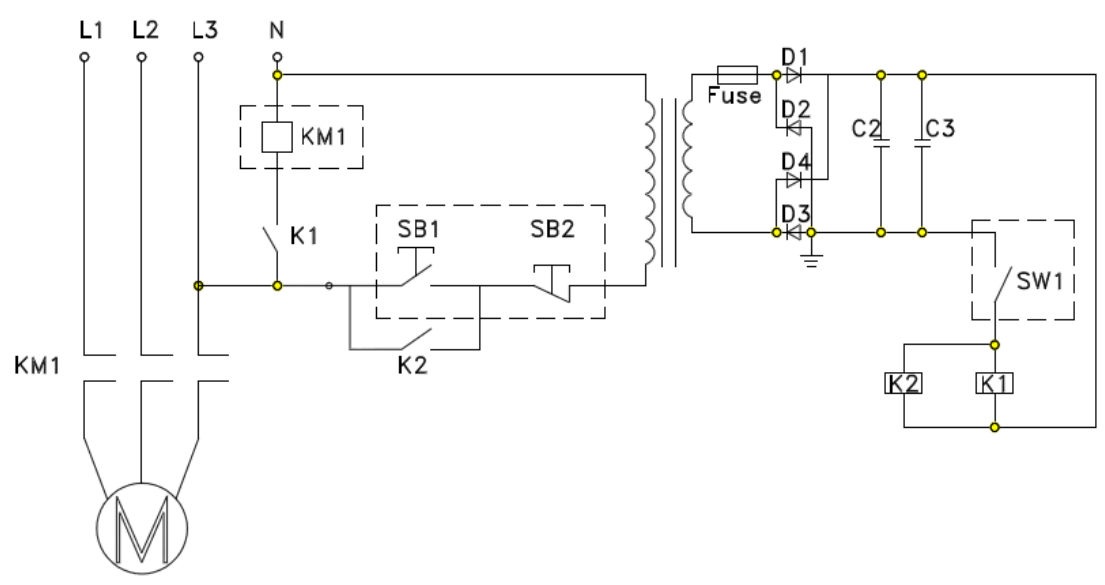 L1 L2 L3 N
D1
Fuse
D2
C2 C3
KM1
D4
D3
K1
SB1 SB2
SW1
KM1
K2
K2 K1
M